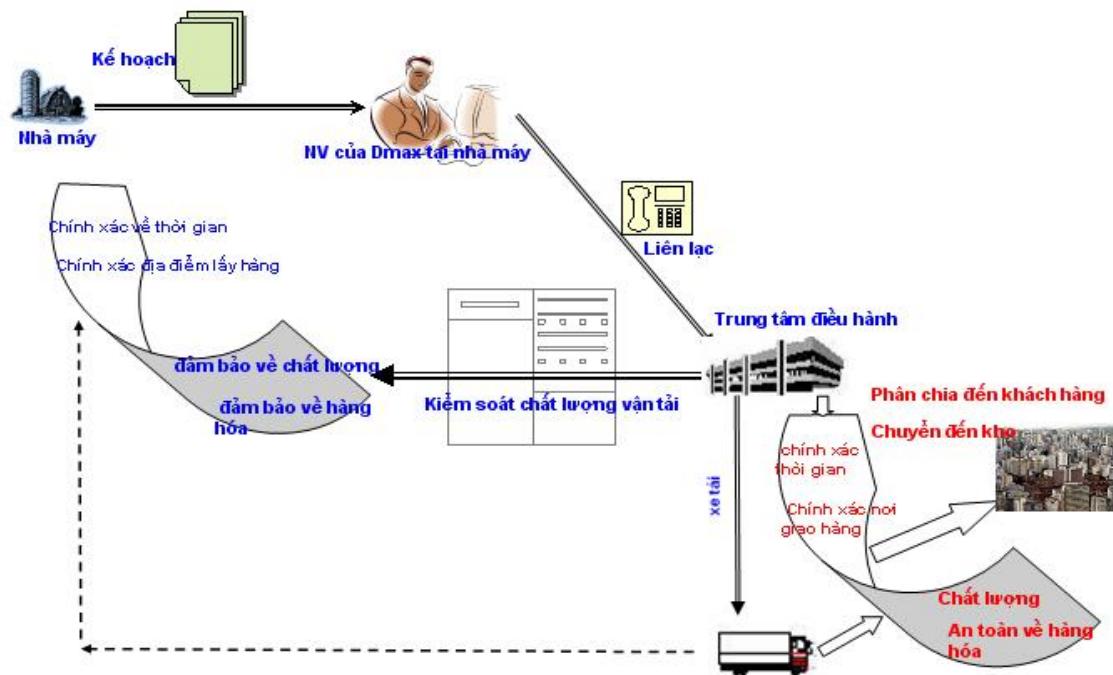 Kế hoạch
Nhà máy
NV của Dmax tại nhà máy
Liên lạc
Chính xác về thời gian
Chính xác địa điểm lấy hàng
đảm bảo về chất lượng
đảm bảo về hàng
hóa
Kiểm soát chất lượng vận tải
Trung tâm điều hành
xe tải
Phân chia đến khách hàng
Chuyển đến kho
chính xác
thời gian
Chính xác nơi
giao hàng
Chất lượng
An toàn về hàng
hóa